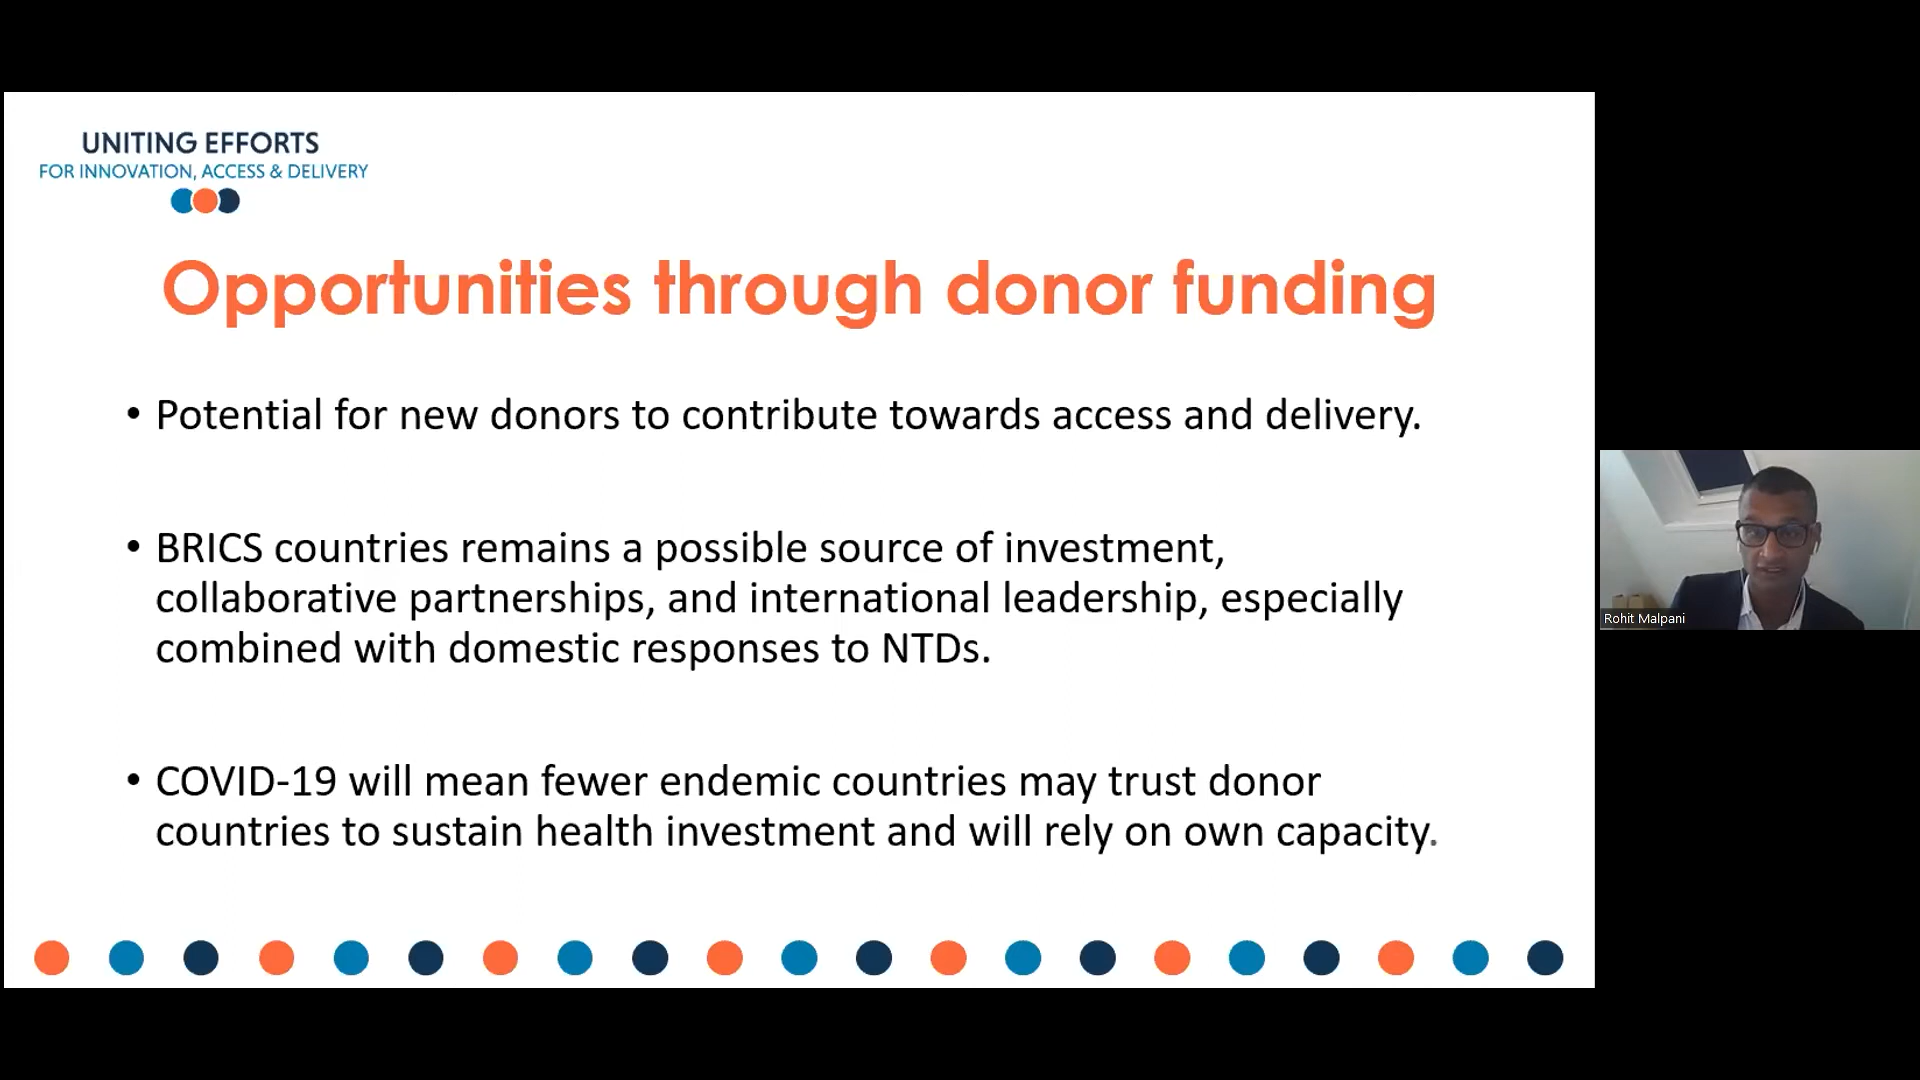 UNITING EFFORTS
FOR INNOVATION, ACCESS & DELIVERY
Opportunities through donor funding
• Potential for new donors to contribute towards access and delivery.
• BRICS countries remains a possible source of investment,
collaborative partnerships, and international leadership, especially
combined with domestic responses to NTDs.
• COVID-19 will mean fewer endemic countries may trust donor
countries to sustain health investment and will rely on own capacity.
Rohit Malpani